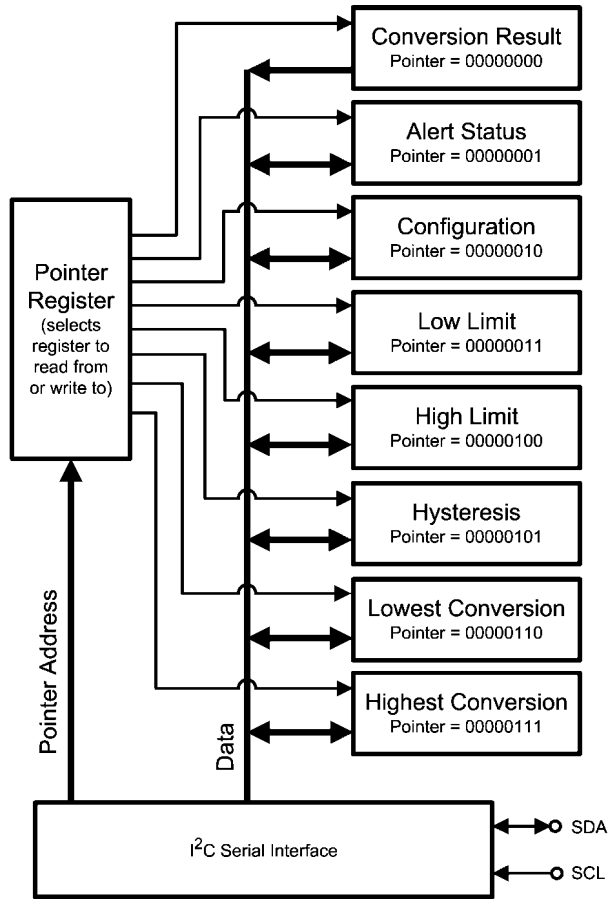 Conversion Result
Pointer = 00000000
Alert Status
Pointer = 00000001
Configuration
Pointer = 00000010
Pointer
Register
(selects
register to
read from
or write to)
Low Limit
Pointer = 00000011
High Limit
Pointer = 00000100
Hysteresis
Pointer = 00000101
Lowest Conversion
Pointer = 00000110
Highest Conversion
Pointer = 00000111
Pointer Address
Data
I²C Serial Interface
SDA
SCL